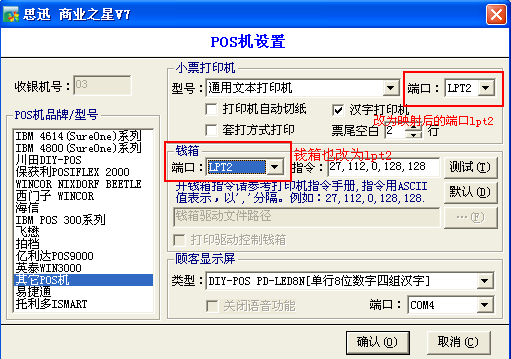 思迅 商业之星V7
POS机设置
收银机号：03
POS机品牌/型号
IBM 4614(SureOne)系列
IBM 4800(SureOne)系列
川田DIY-POS
保获利POSIFLEX 2000
WINCOR NIXDORF BEETLE
西门子 WINCOR
海信
IBM POS 300系列
飞懋
拍档
亿利达POS9000
英泰WIN3000
其它POS机
易捷通
托利多ISMART
小票打印机
型号：通用文本打印机 端口：LPT2
打印机自动切纸 汉字打印机
改为映射后的端口lpt2
套打方式打印 票尾空白 2 行
钱箱
钱箱也改为lpt2
端口：LPT2 指令：27,112,0,128,128 测试(T)
开钱箱指令请参考打印机指令手册,指令用ASCII
值表示，以','分隔。例如：27,112,0,128,128.
默认(D)
钱箱驱动文件路径 …(F)
打印驱动控制钱箱
顾客显示屏
类型：DIY-POS PD-LED8N[单行8位数字四组汉字]
关闭语音功能 端口：COM4
确认(O) 取消(C)